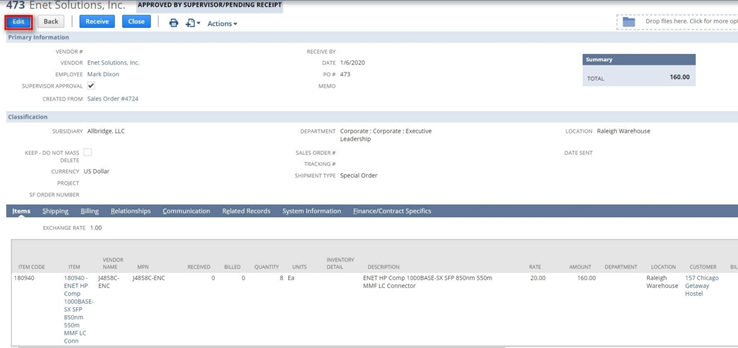 473 Enet Solutions, Inc. APPROVED BY SUPERVISOR/PENDING RECEIPT
Edit Back Receive Close Actions
Drop files here. Click for more opt
Primary Information
VENDOR #
VENDOR Enet Solutions, Inc.
EMPLOYEE Mark Dixon
SUPERVISOR APPROVAL
CREATED FROM Sales Order #4724
RECEIVE BY
DATE 1/6/2020
PO # 473
MEMO
Summary
TOTAL 160.00
Classification
SUBSIDIARY Allbridge, LLC
KEEP - DO NOT MASS
DELETE
CURRENCY US Dollar
PROJECT
SF ORDER NUMBER
DEPARTMENT Corporate : Corporate : Executive
Leadership
SALES ORDER #
TRACKING #
SHIPMENT TYPE Special Order
LOCATION Raleigh Warehouse
DATE SENT
Items Shipping Billing Relationships Communication Related Records System Information Finance/Contract Specifics
EXCHANGE RATE 1.00
ITEM CODE ITEM VENDOR NAME MPN RECEIVED BILLED QUANTITY UNITS INVENTORY DETAIL DESCRIPTION RATE AMOUNT DEPARTMENT LOCATION CUSTOMER BIL
180940 180940 - J4858C- J4858C-ENC 0 0 8 Ea ENET HP Comp 1000BASE-SX SFP 850nm 550m 20.00 160.00 Raleigh 157 Chicago
ENET HP ENC MMF LC Connector Warehouse Getaway
Comp Hostel
1000BASE-
SX SFP
850nm
550m
MMF LC
Conn